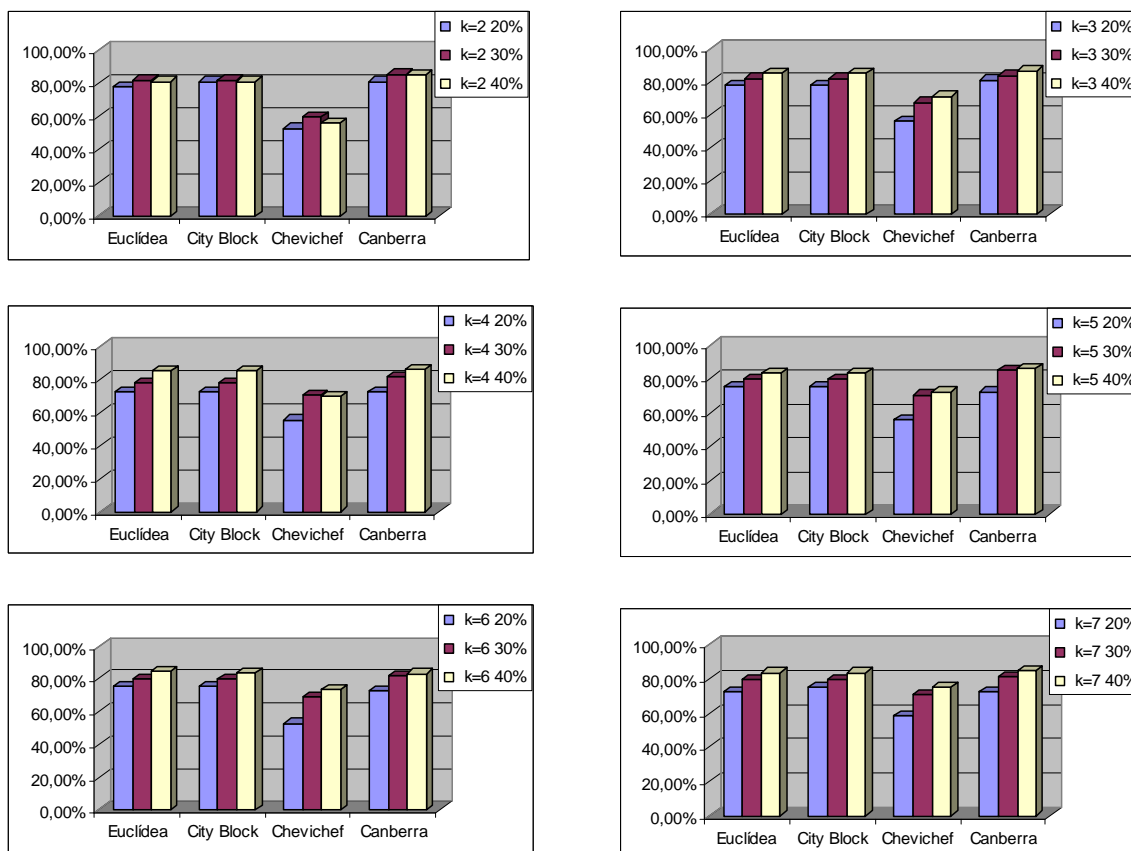 k=2 20%
k=2 30%
k=2 40%
100,00%
80,00%
60,00%
40,00%
20,00%
0,00%
Euclídea City Block Chevichef Canberra
k=3 20%
k=3 30%
k=3 40%
100,00%
80,00%
60,00%
40,00%
20,00%
0,00%
Euclídea City Block Chevichef Canberra
k=4 20%
k=4 30%
k=4 40%
100,00%
80,00%
60,00%
40,00%
20,00%
0,00%
Euclídea City Block Chevichef Canberra
k=5 20%
k=5 30%
k=5 40%
100,00%
80,00%
60,00%
40,00%
20,00%
0,00%
Euclídea City Block Chevichef Canberra
k=6 20%
k=6 30%
k=6 40%
100,00%
80,00%
60,00%
40,00%
20,00%
0,00%
Euclídea City Block Chevichef Canberra
k=7 20%
k=7 30%
k=7 40%
100,00%
80,00%
60,00%
40,00%
20,00%
0,00%
Euclídea City Block Chevichef Canberra